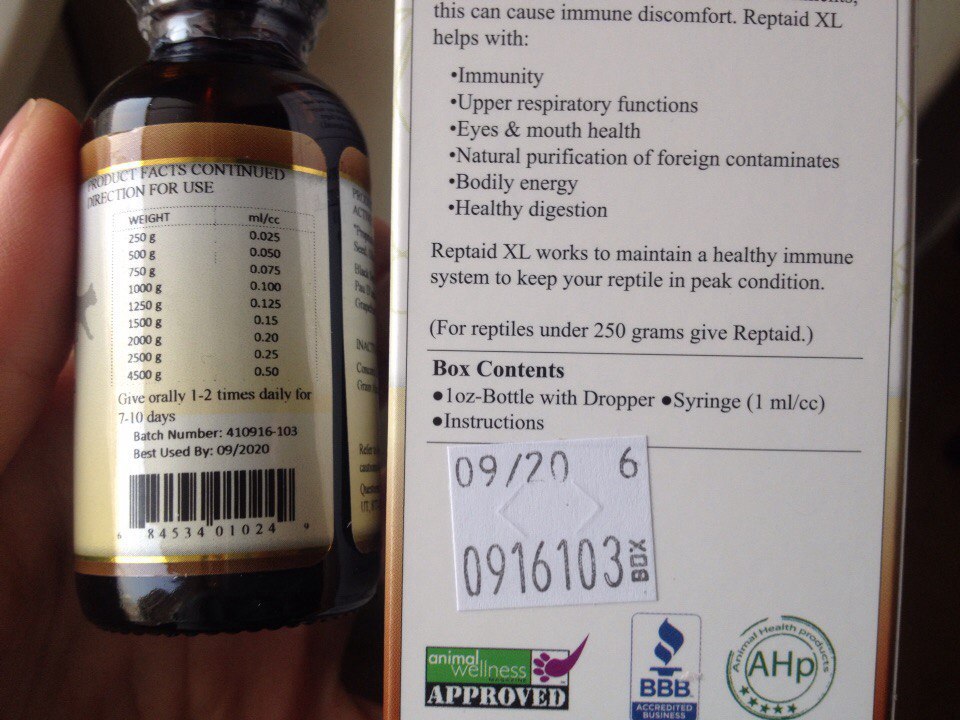 PRODUCT FACTS CONTINUED
DIRECTION FOR USE
WEIGHT ml/cc
250 g 0.025
500 g 0.050
750 g 0.075
1000 g 0.100
1250 g 0.125
1500 g 0.15
2000 g 0.20
2500 g 0.25
4500 g 0.50
Give orally 1-2 times daily for
7-10 days
Batch Number: 410916-103
Best Used By: 09/2020
6 84534 01024 9
this can cause immune discomfort. Reptaid XL
helps with:
•Immunity
•Upper respiratory functions
•Eyes & mouth health
•Natural purification of foreign contaminates
•Bodily energy
•Healthy digestion
Reptaid XL works to maintain a healthy immune
system to keep your reptile in peak condition.
(For reptiles under 250 grams give Reptaid.)
Box Contents
●1oz-Bottle with Dropper ●Syringe (1 ml/cc)
●Instructions
09/20 6
0916103 BOX
animal
wellness
APPROVED
BBB
ACCREDITED
BUSINESS
Animal Health products
AHp